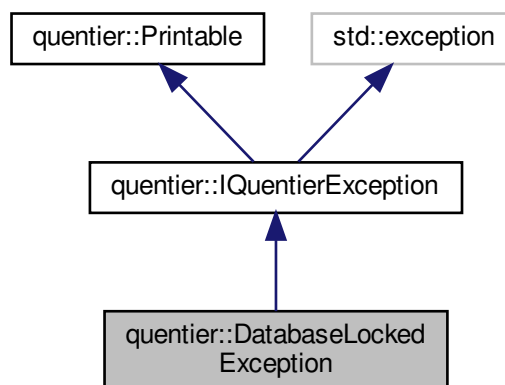 quentier::Printable
std::exception
quentier::IQuentierException
quentier::DatabaseLocked
Exception